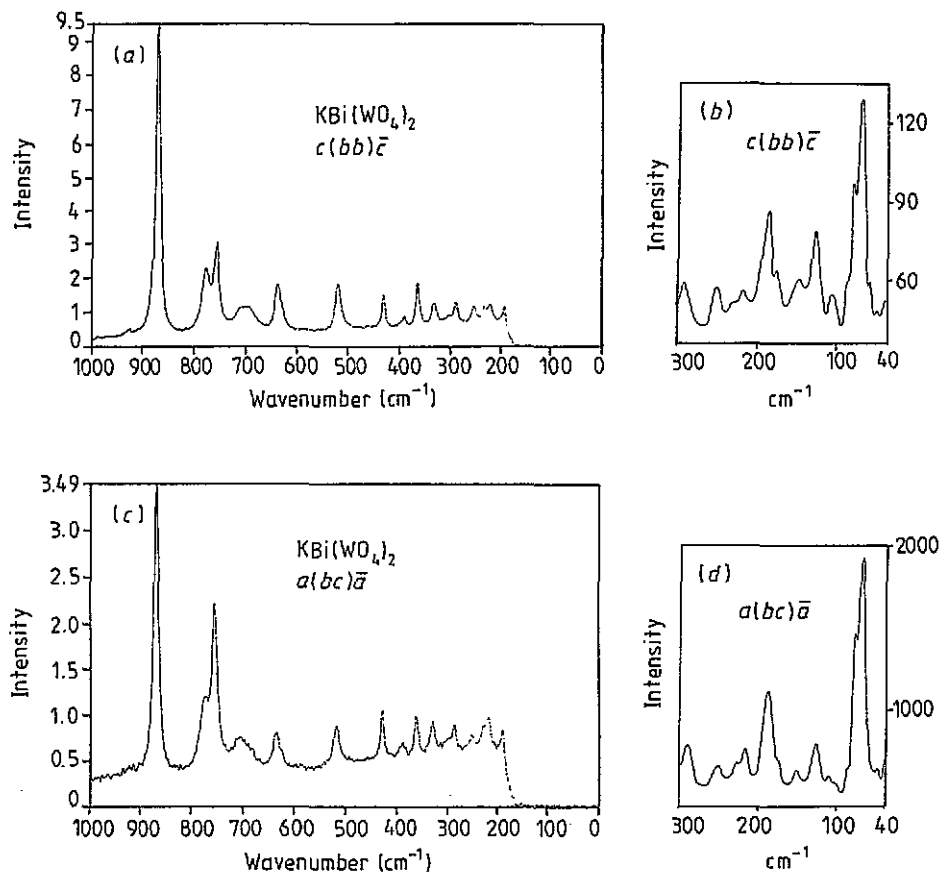 (a)
KBi(WO₄)₂
c(bb)c̄
Intensity
9.5
9
8
7
6
5
4
3
2
1
0
1000 900 800 700 600 500 400 300 200 100 0
Wavenumber (cm⁻¹)
(b)
c(bb)c̄
Intensity
120
90
60
300 200 100 40
cm⁻¹
(c)
KBi(WO₄)₂
a(bc)ā
Intensity
3.49
3.0
2.5
2.0
1.5
1.0
0.5
0
1000 900 800 700 600 500 400 300 200 100 0
Wavenumber (cm⁻¹)
(d)
a(bc)ā
Intensity
2000
1000
300 200 100 40
cm⁻¹